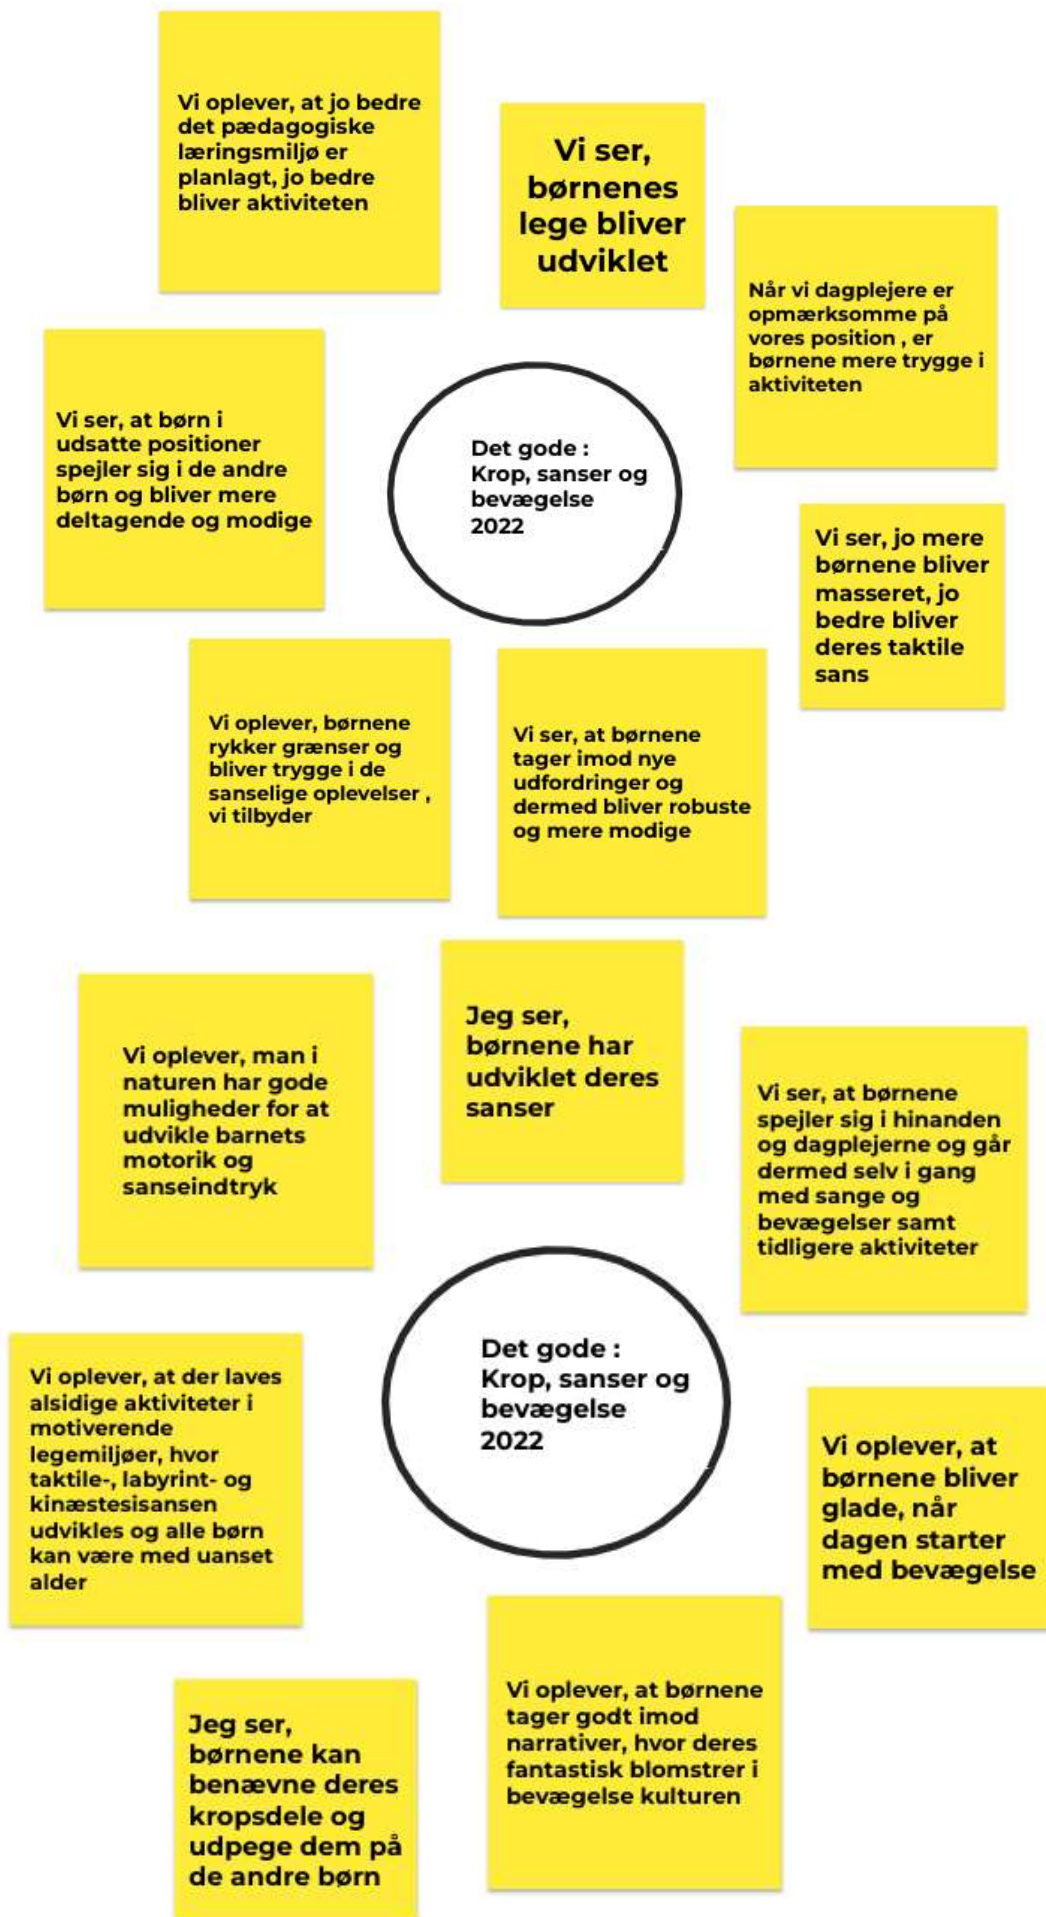 Vi oplever, at jo bedre
det pædagogiske
læringsmiljø er
planlagt, jo bedre
bliver aktiviteten
Vi ser,
børnenes
lege bliver
udviklet
Når vi dagplejere er
opmærksomme på
vores position , er
børnene mere trygge i
aktiviteten
Vi ser, at børn i
udsatte positioner
spejler sig i de andre
børn og bliver mere
deltagende og modige
Det gode :
Krop, sanser og
bevægelse
2022
Vi ser, jo mere
børnene bliver
masseret, jo
bedre bliver
deres taktile
sans
Vi oplever, børnene
rykker grænser og
bliver trygge i de
sanselige oplevelser ,
vi tilbyder
Vi ser, at børnene
tager imod nye
udfordringer og
dermed bliver robuste
og mere modige
Vi oplever, man i
naturen har gode
muligheder for at
udvikle barnets
motorik og
sanseindtryk
Jeg ser,
børnene har
udviklet deres
sanser
Vi ser, at børnene
spejler sig i hinanden
og dagplejerne og går
dermed selv i gang
med sange og
bevægelser samt
tidligere aktiviteter
Vi oplever, at der laves
alsidige aktiviteter i
motiverende
legemiljøer, hvor
taktile-, labyrint- og
kinæstesisansen
udvikles og alle børn
kan være med uanset
alder
Det gode :
Krop, sanser og
bevægelse
2022
Vi oplever, at
børnene bliver
glade, når
dagen starter
med bevægelse
Jeg ser,
børnene kan
benævne deres
kropsdele og
udpege dem på
de andre børn
Vi oplever, at børnene
tager godt imod
narrativer, hvor deres
fantastisk blomstrer i
bevægelse kulturen